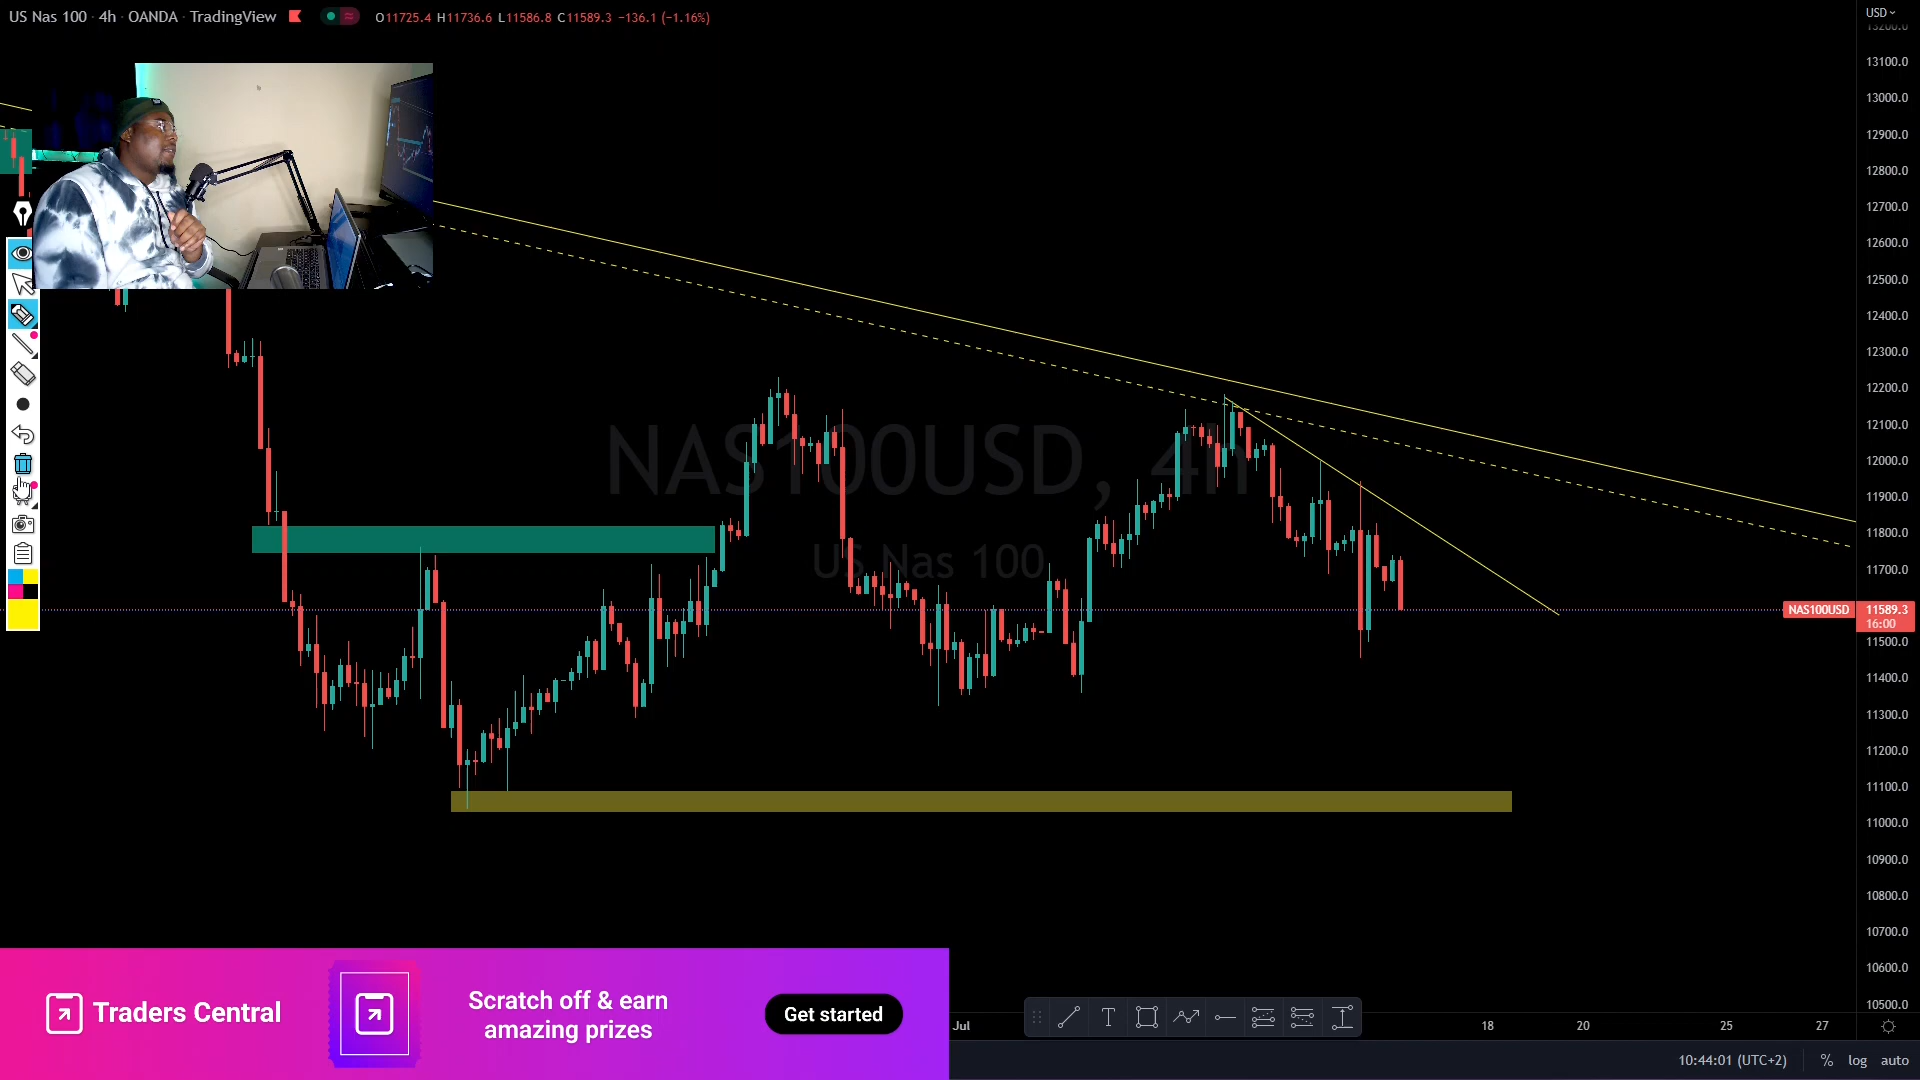 US Nas 100 · 4h · OANDA · TradingView
O11725.4 H11736.6 L11586.8 C11589.3 −136.1 (−1.16%)
USD
13200.0
13100.0
13000.0
12900.0
12800.0
12700.0
12600.0
12500.0
12400.0
12300.0
12200.0
12100.0
12000.0
11900.0
11800.0
11700.0
NAS100USD 11589.3
16:00
11500.0
11400.0
11300.0
11200.0
11100.0
11000.0
10900.0
10800.0
10700.0
10600.0
10500.0
NAS100USD, 4h
US Nas 100
Traders Central
Scratch off & earn
amazing prizes
Get started
Jul
18
20
25
27
10:44:01 (UTC+2)
%
log
auto